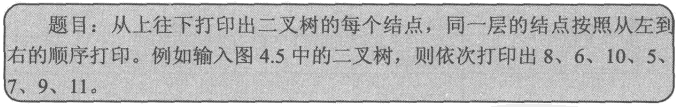 题目：从上往下打印出二叉树的每个结点，同一层的结点按照从左到
右的顺序打印。例如输入图 4.5 中的二叉树，则依次打印出 8、6、10、5、
7、9、11。